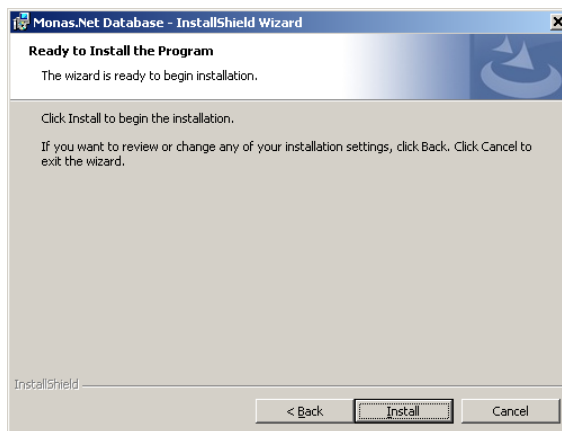 Monas.Net Database - InstallShield Wizard
Ready to Install the Program
The wizard is ready to begin installation.
Click Install to begin the installation.
If you want to review or change any of your installation settings, click Back. Click Cancel to
exit the wizard.
InstallShield
< Back
Install
Cancel